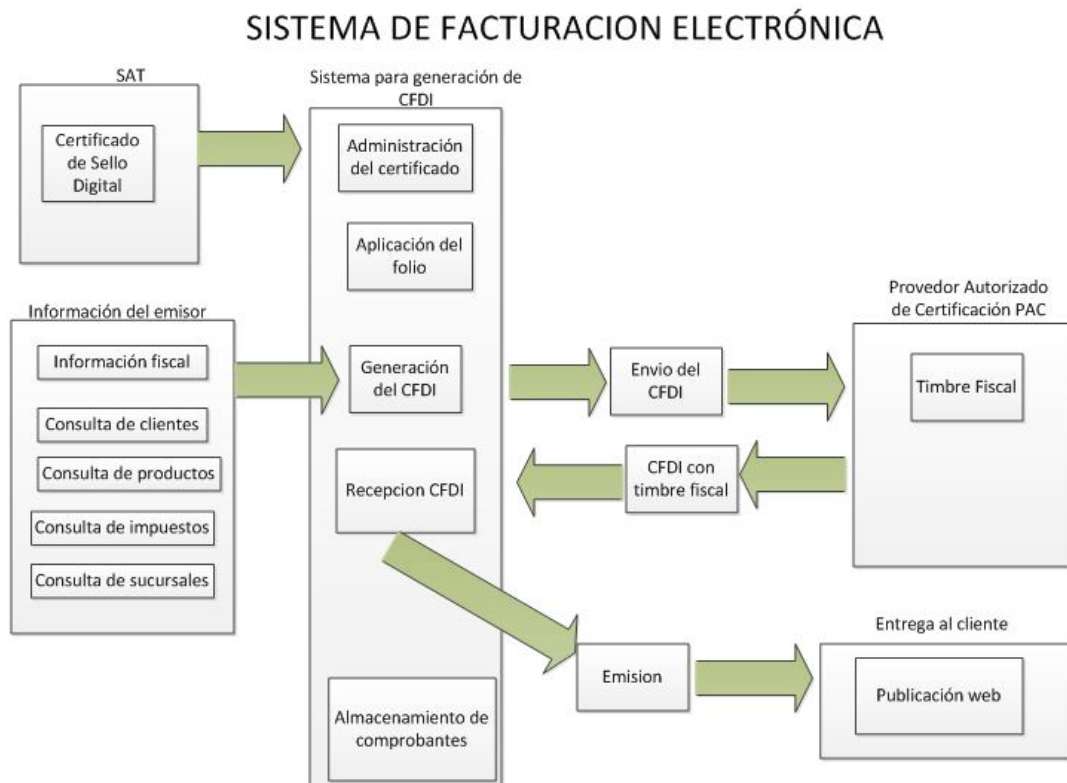 SISTEMA DE FACTURACION ELECTRÓNICA
SAT
Certificado
de Sello
Digital
Información del emisor
Información fiscal
Consulta de clientes
Consulta de productos
Consulta de impuestos
Consulta de sucursales
Sistema para generación de
CFDI
Administración
del certificado
Aplicación del
folio
Generación
del CFDI
Recepcion CFDI
Almacenamiento de
comprobantes
Envio del
CFDI
CFDI con
timbre fiscal
Provedor Autorizado
de Certificación PAC
Timbre Fiscal
Emision
Entrega al cliente
Publicación web